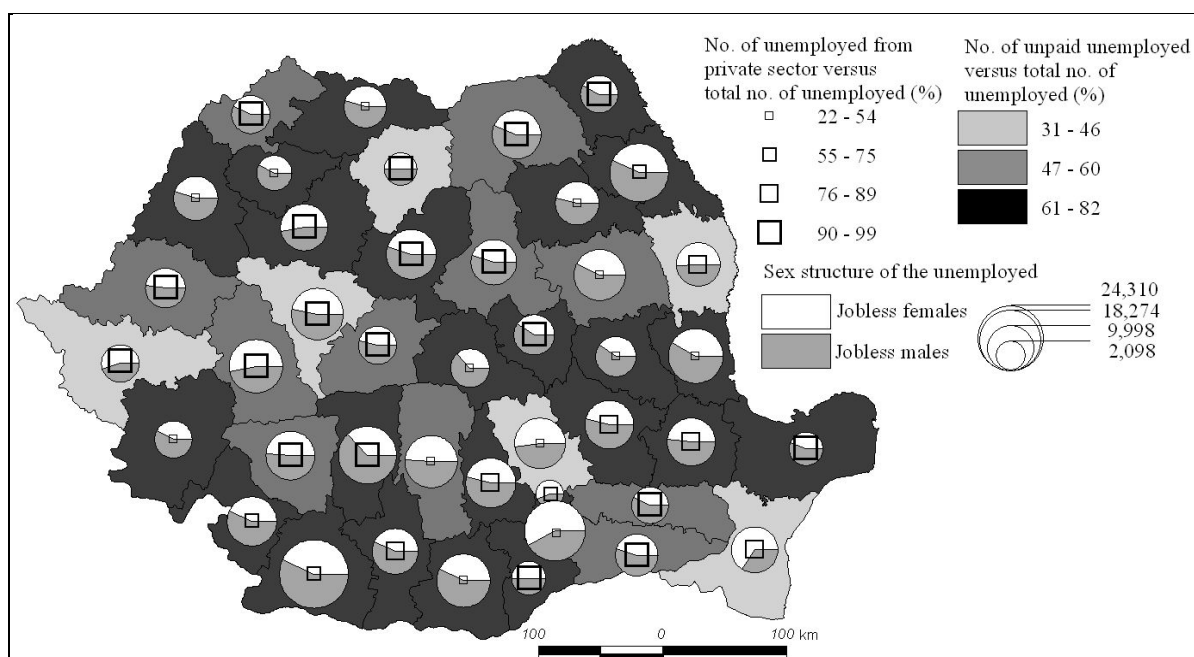 No. of unemployed from
private sector versus
total no. of unemployed (%)
22 - 54
55 - 75
76 - 89
90 - 99
No. of unpaid unemployed
versus total no. of
unemployed (%)
31 - 46
47 - 60
61 - 82
Sex structure of the unemployed
Jobless females
Jobless males
24,310
18,274
9,998
2,098
100 0 100 km